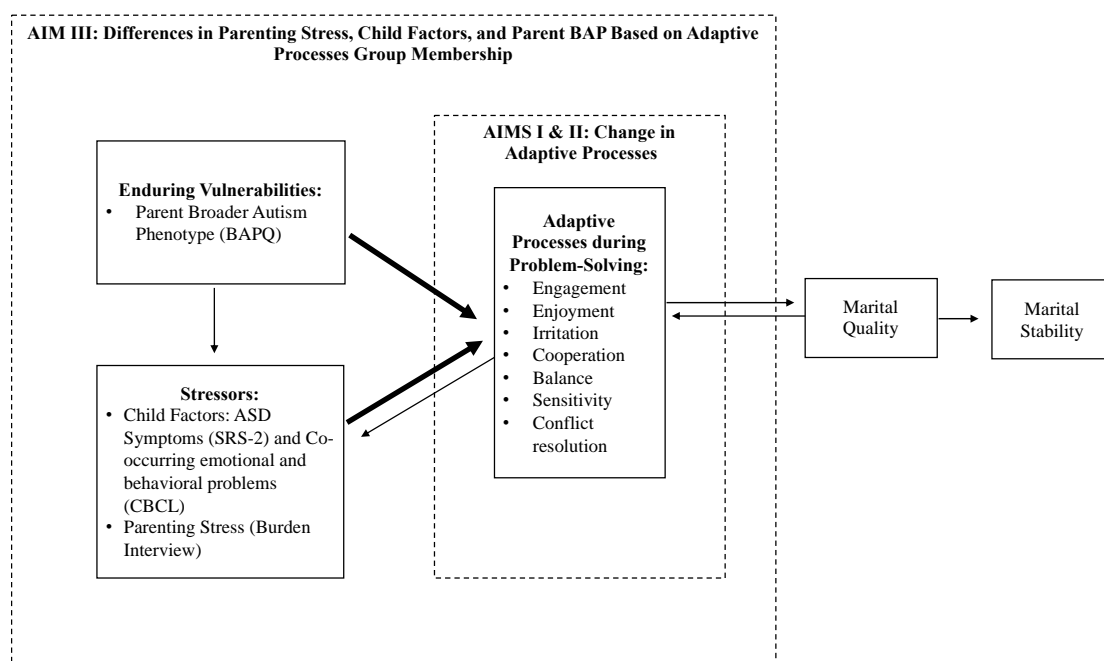 AIM III: Differences in Parenting Stress, Child Factors, and Parent BAP Based on Adaptive
Processes Group Membership
AIMS I & II: Change in
Adaptive Processes
Enduring Vulnerabilities:
• Parent Broader Autism
Phenotype (BAPQ)
Stressors:
• Child Factors: ASD
Symptoms (SRS-2) and Co-
occurring emotional and
behavioral problems
(CBCL)
• Parenting Stress (Burden
Interview)
Adaptive
Processes during
Problem-Solving:
• Engagement
• Enjoyment
• Irritation
• Cooperation
• Balance
• Sensitivity
• Conflict
resolution
Marital
Quality
Marital
Stability